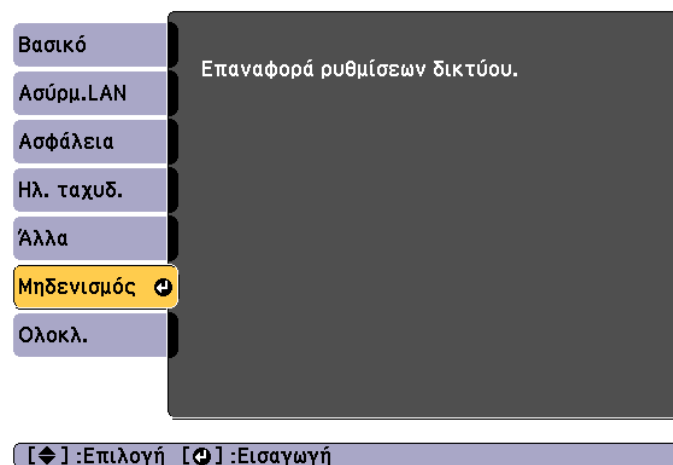 Βασικό
Επαναφορά ρυθμίσεων δικτύου.
Ασύρμ.LAN
Ασφάλεια
Ηλ. ταχυδ.
Άλλα
Μηδενισμός
Ολοκλ.
[◆]:Επιλογή [⏎]:Εισαγωγή